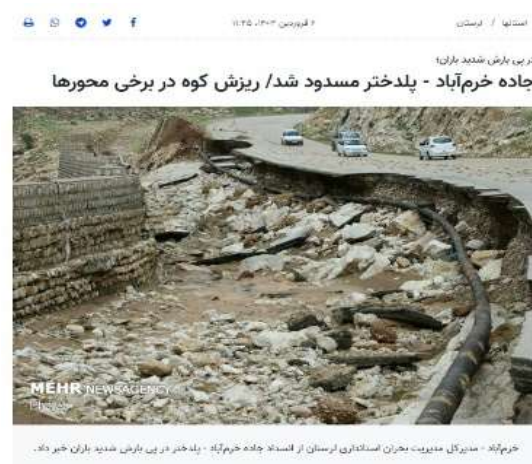 استانها / لرستان
۶ فروردین ۱۴۰۳، ۱۱:۴۵
در پی بارش شدید باران؛
جاده خرم‌آباد - پلدختر مسدود شد/ ریزش کوه در برخی محورها
MEHR NEWSAGENCY
خرم‌آباد - مدیرکل مدیریت بحران استانداری لرستان از انسداد جاده خرم‌آباد - پلدختر در پی بارش شدید باران خبر داد.